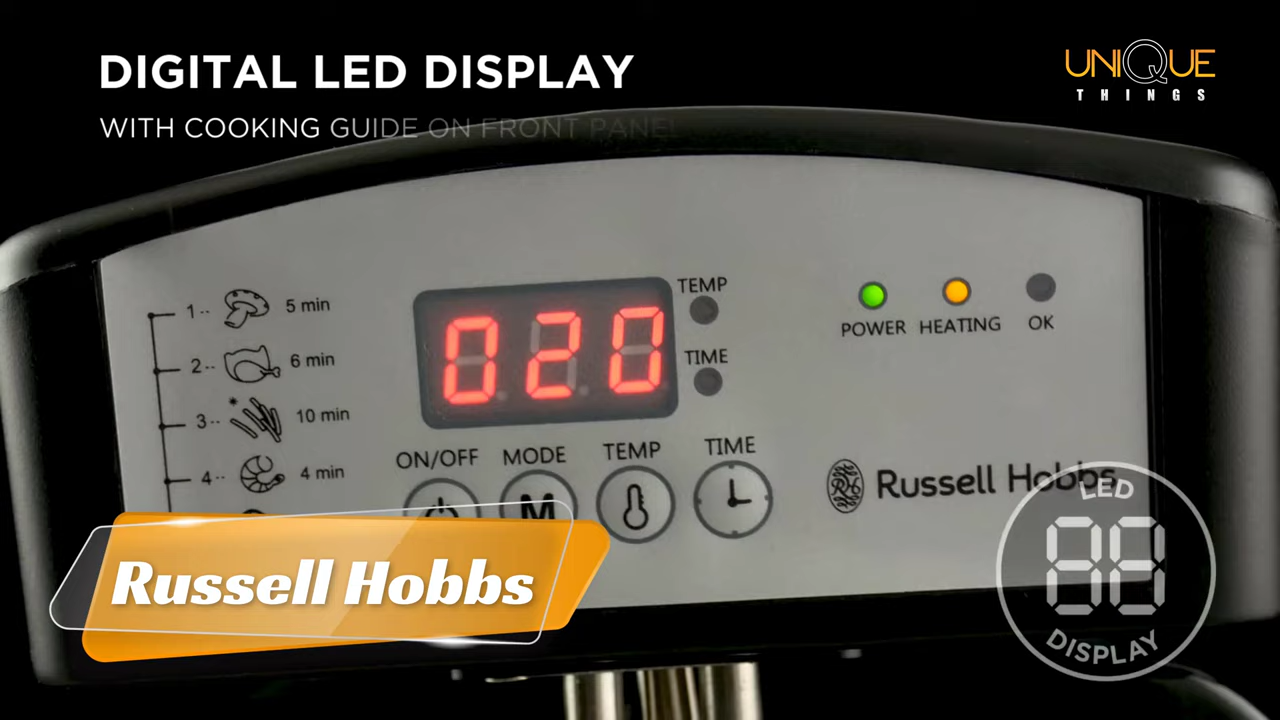 DIGITAL LED DISPLAY
WITH COOKING GUIDE ON FRONT PANEL
UNIQUE
THINGS
1·· 5 min
2·· 6 min
3·· 10 min
4·· 4 min
020
TEMP
TIME
POWER HEATING OK
ON/OFF MODE TEMP TIME
M
Russell Hobbs
LED
88
DISPLAY
Russell Hobbs